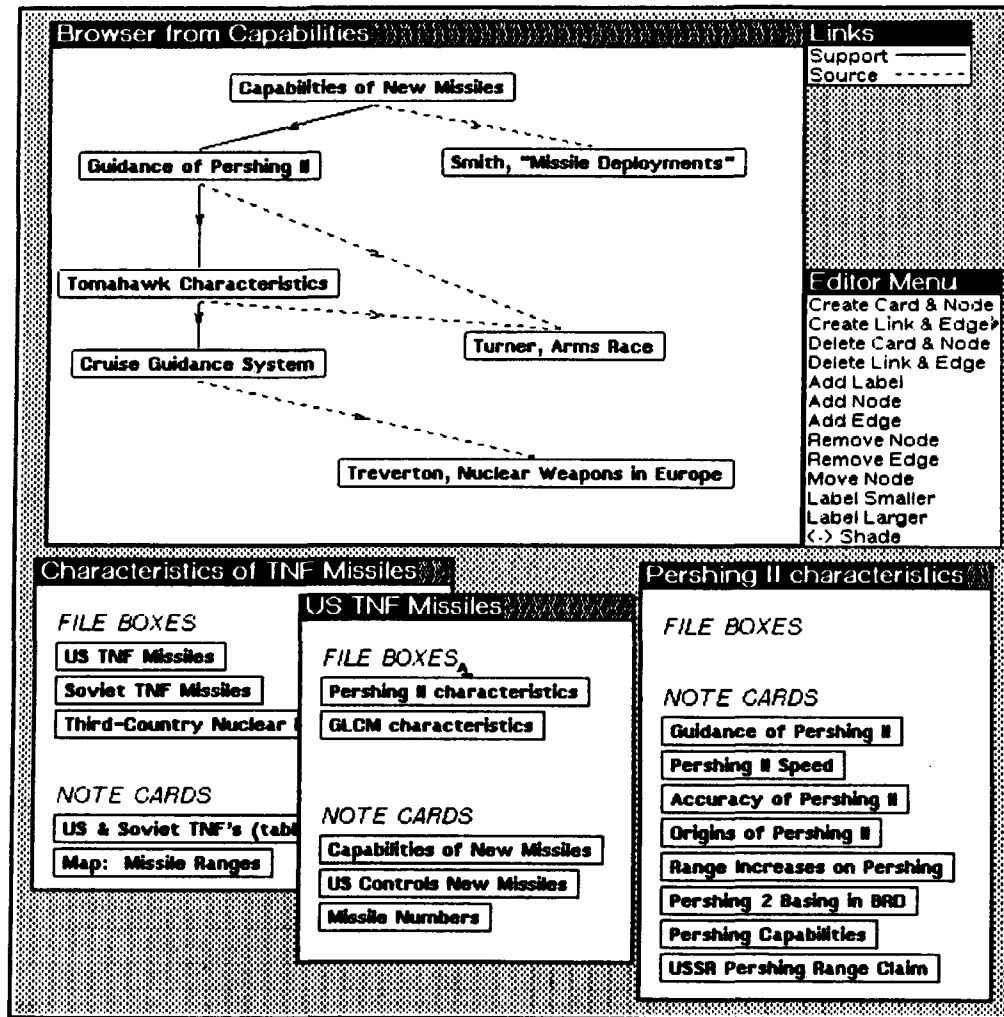 Browser from Capabilities
Capabilities of New Missiles
Guidance of Pershing II
Smith, "Missile Deployments"
Tomahawk Characteristics
Turner, Arms Race
Cruise Guidance System
Treverton, Nuclear Weapons in Europe
Links
Support
Source
Editor Menu
Create Card & Node
Create Link & Edge
Delete Card & Node
Delete Link & Edge
Add Label
Add Node
Add Edge
Remove Node
Remove Edge
Move Node
Label Smaller
Label Larger
<-> Shade
Characteristics of TNF Missiles
FILE BOXES
US TNF Missiles
Soviet TNF Missiles
Third-Country Nuclear
NOTE CARDS
US & Soviet TNF's (tabl
Map: Missile Ranges
US TNF Missiles
FILE BOXES
Pershing II characteristics
GLCM characteristics
NOTE CARDS
Capabilities of New Missiles
US Controls New Missiles
Missile Numbers
Pershing II characteristics
FILE BOXES
NOTE CARDS
Guidance of Pershing II
Pershing II Speed
Accuracy of Pershing II
Origins of Pershing II
Range Increases on Pershing
Pershing 2 Basing in BRD
Pershing Capabilities
USSR Pershing Range Claim